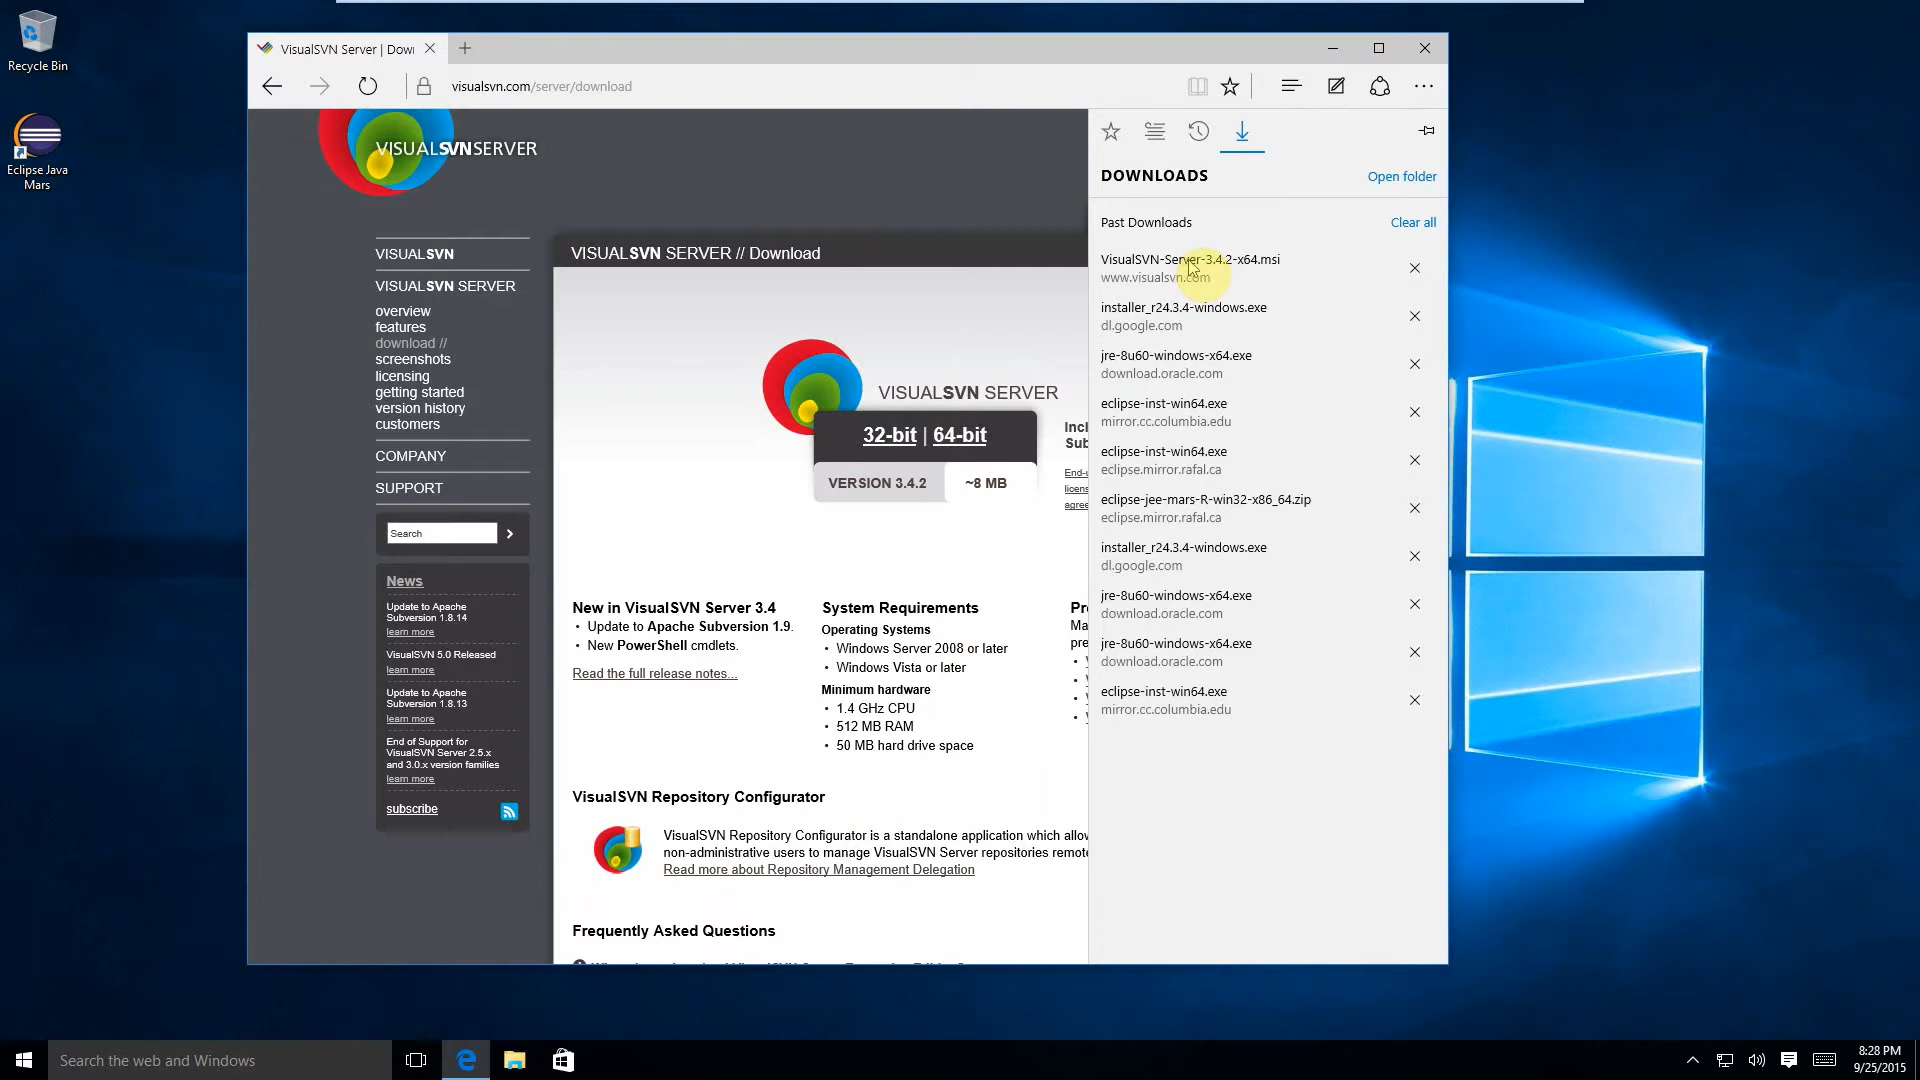 Recycle Bin
Eclipse Java
Mars
VisualSVN Server | Dow
visualsvn.com/server/download
VISUALSVNSERVER
VISUALSVN
VISUALSVN SERVER
overview
features
download //
screenshots
licensing
getting started
version history
customers
COMPANY
SUPPORT
Search
News
Update to Apache
Subversion 1.8.14
learn more
VisualSVN 5.0 Released
learn more
Update to Apache
Subversion 1.8.13
learn more
End of Support for
VisualSVN Server 2.5.x
and 3.0.x version families
learn more
subscribe
VISUALSVN SERVER // Download
VISUALSVN SERVER
32-bit | 64-bit
VERSION 3.4.2
~8 MB
Incl
Sub
End-u
licens
agree
New in VisualSVN Server 3.4
• Update to Apache Subversion 1.9.
• New PowerShell cmdlets.
Read the full release notes...
System Requirements
Operating Systems
• Windows Server 2008 or later
• Windows Vista or later
Minimum hardware
• 1.4 GHz CPU
• 512 MB RAM
• 50 MB hard drive space
Pr
Ma
pre
VisualSVN Repository Configurator
VisualSVN Repository Configurator is a standalone application which allow
non-administrative users to manage VisualSVN Server repositories remote
Read more about Repository Management Delegation
Frequently Asked Questions
DOWNLOADS
Open folder
Past Downloads
Clear all
VisualSVN-Server-3.4.2-x64.msi
www.visualsvn.com
installer_r24.3.4-windows.exe
dl.google.com
jre-8u60-windows-x64.exe
download.oracle.com
eclipse-inst-win64.exe
mirror.cc.columbia.edu
eclipse-inst-win64.exe
eclipse.mirror.rafal.ca
eclipse-jee-mars-R-win32-x86_64.zip
eclipse.mirror.rafal.ca
installer_r24.3.4-windows.exe
dl.google.com
jre-8u60-windows-x64.exe
download.oracle.com
jre-8u60-windows-x64.exe
download.oracle.com
eclipse-inst-win64.exe
mirror.cc.columbia.edu
Search the web and Windows
8:28 PM
9/25/2015